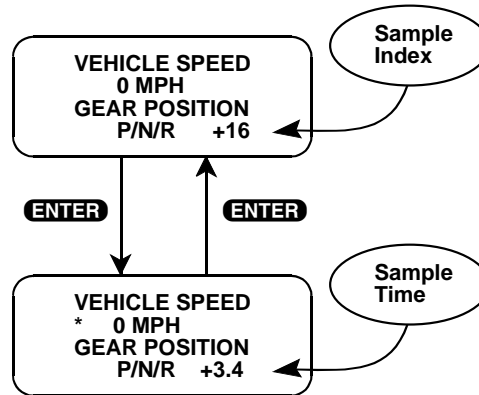 Sample
Index
VEHICLE SPEED
0 MPH
GEAR POSITION
P/N/R +16
ENTER ENTER
Sample
Time
VEHICLE SPEED
* 0 MPH
GEAR POSITION
P/N/R +3.4